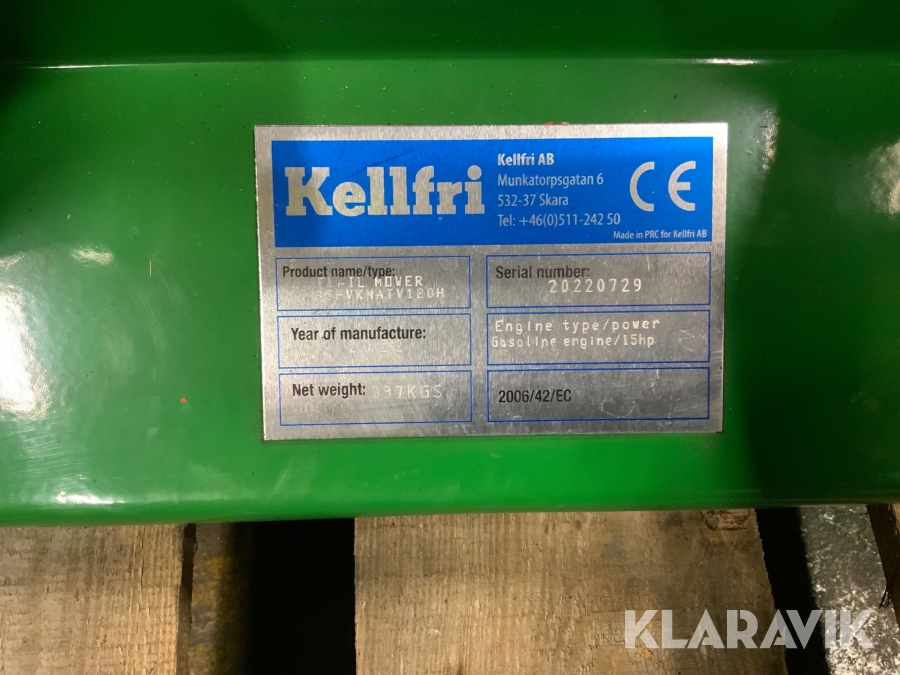 Kellfri
Kellfri AB
Munkatorpsgatan 6
532-37 Skara
Tel: +46(0)511-242 50
CE
Made in PRC for Kellfri AB
Product name/type:
MOWER
Serial number:
20220729
Year of manufacture:
Engine type/power
Gasoline engine/15hp
Net weight:
2006/42/EC
KLARAVIK